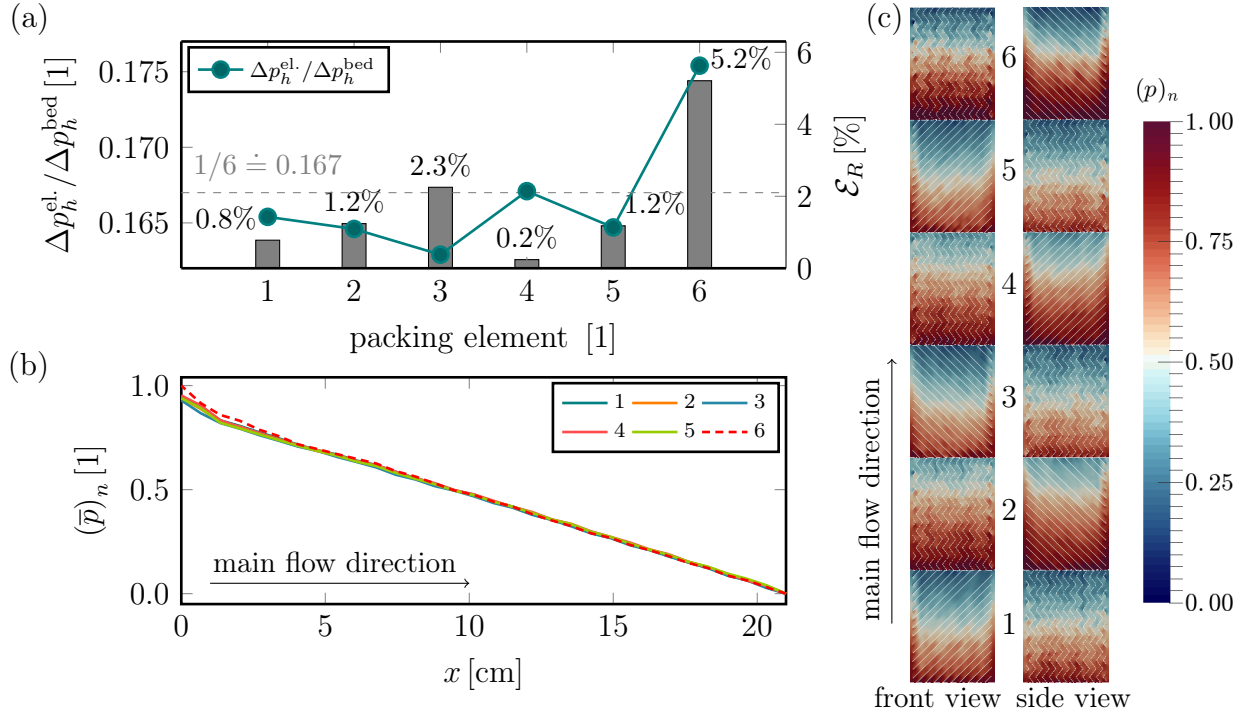 (a)
Δp_h^el. / Δp_h^bed [1]
0.175
0.170
0.165
Δp_h^el./Δp_h^bed
1/6 ≐ 0.167
0.8%
1.2%
2.3%
0.2%
1.2%
5.2%
6
4
2
0
ℰ_R [%]
1 2 3 4 5 6
packing element [1]
(b)
(p̅)_n [1]
1.0
0.5
0.0
1 2 3
4 5 6
main flow direction
0 5 10 15 20
x [cm]
(c)
6
5
4
3
2
1
main flow direction
front view side view
(p)_n
1.00
0.75
0.50
0.25
0.00